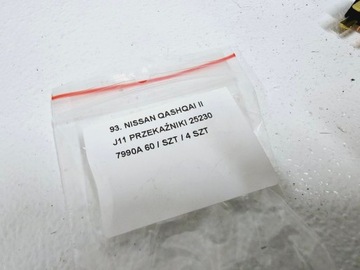 93. NISSAN QASHQAI II
J11 PRZEKAŹNIKI 25230
7990A 60 / SZT / 4 SZT